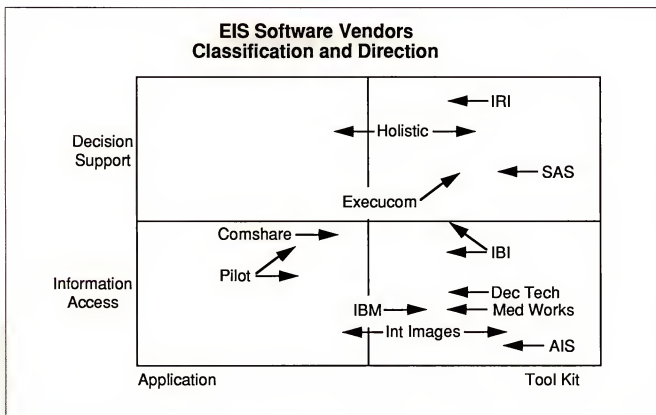 EIS Software Vendors
Classification and Direction
Decision
Support
IRI
Holistic
SAS
Execucom
Information
Access
Comshare
Pilot
IBI
Dec Tech
IBM
Med Works
Int Images
AIS
Application
Tool Kit